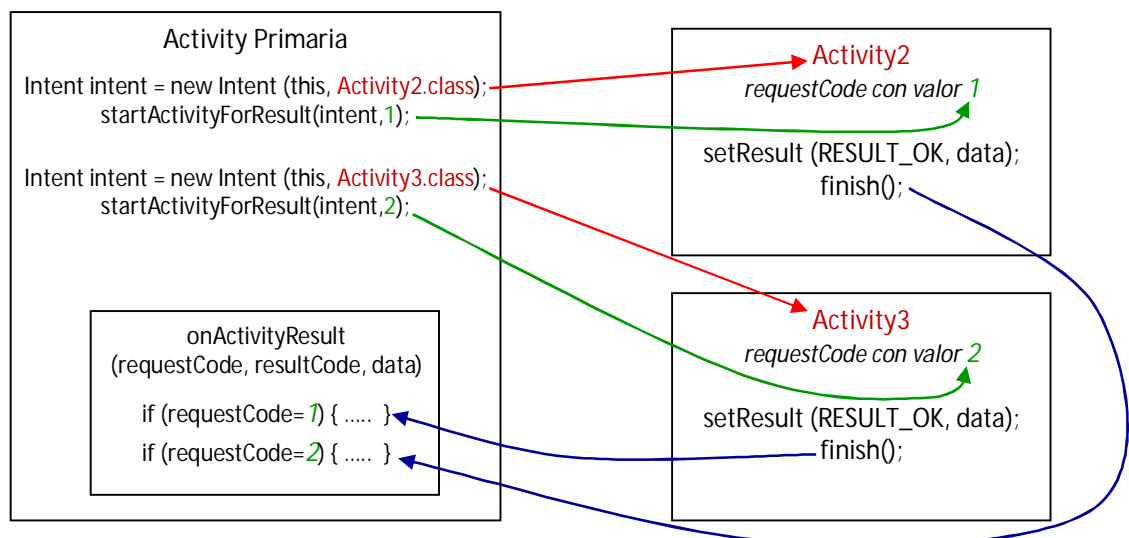 Activity Primaria
Intent intent = new Intent (this, Activity2.class);
startActivityForResult(intent,1);
Intent intent = new Intent (this, Activity3.class);
startActivityForResult(intent,2);
onActivityResult
(requestCode, resultCode, data)
if (requestCode=1) { ..... }
if (requestCode=2) { ..... }
Activity2
requestCode con valor 1
setResult (RESULT_OK, data);
finish();
Activity3
requestCode con valor 2
setResult (RESULT_OK, data);
finish();